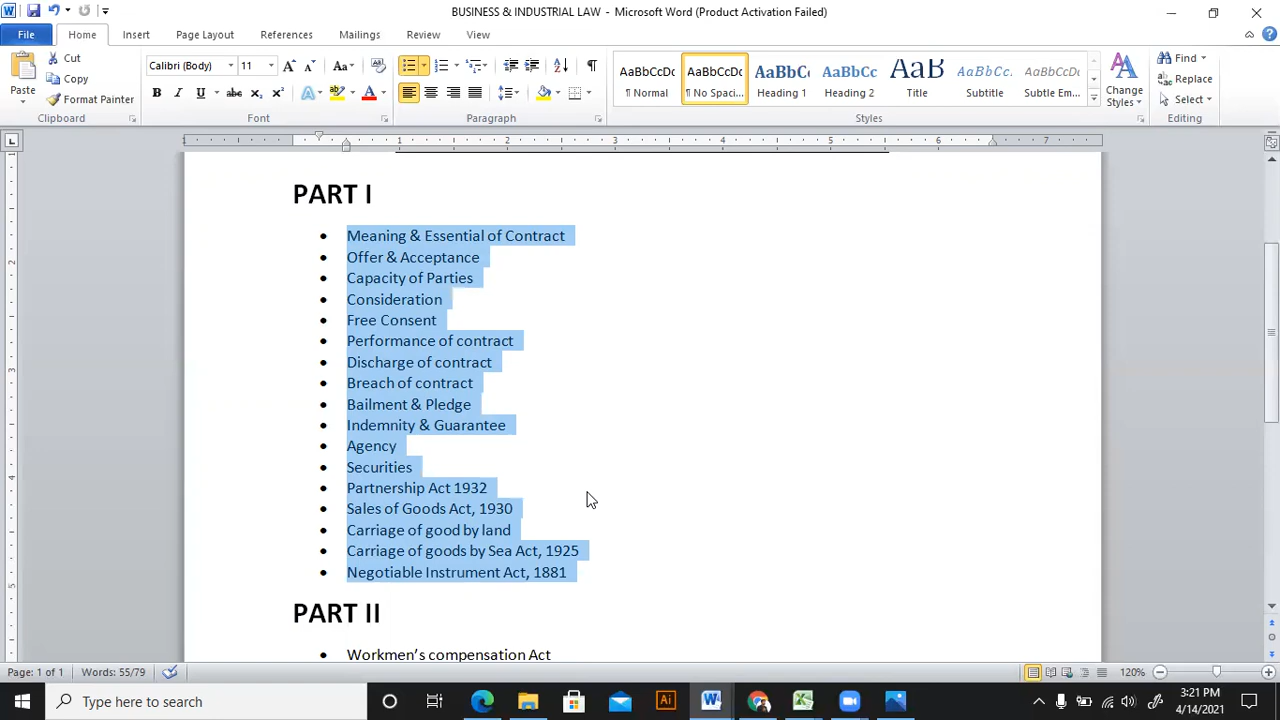 BUSINESS & INDUSTRIAL LAW - Microsoft Word (Product Activation Failed)
File Home Insert Page Layout References Mailings Review View
Paste Cut Copy Format Painter Clipboard
Calibri (Body) 11 Font
Paragraph
AaBbCcDc ¶ Normal
AaBbCcDc ¶ No Spaci...
AaBbCc Heading 1
AaBbCc Heading 2
AaB Title
AaBbCc. Subtitle
AaBbCcDc Subtle Em...
Change Styles
Styles
Find Replace Select Editing
PART I
• Meaning & Essential of Contract
• Offer & Acceptance
• Capacity of Parties
• Consideration
• Free Consent
• Performance of contract
• Discharge of contract
• Breach of contract
• Bailment & Pledge
• Indemnity & Guarantee
• Agency
• Securities
• Partnership Act 1932
• Sales of Goods Act, 1930
• Carriage of good by land
• Carriage of goods by Sea Act, 1925
• Negotiable Instrument Act, 1881
PART II
• Workmen’s compensation Act
Page: 1 of 1 Words: 55/79 120%
Type here to search
3:21 PM
4/14/2021